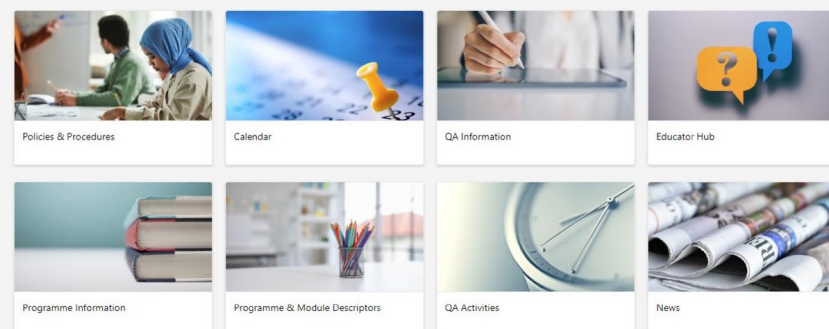 Policies & Procedures
Calendar
QA Information
Educator Hub
Programme Information
Programme & Module Descriptors
QA Activities
News